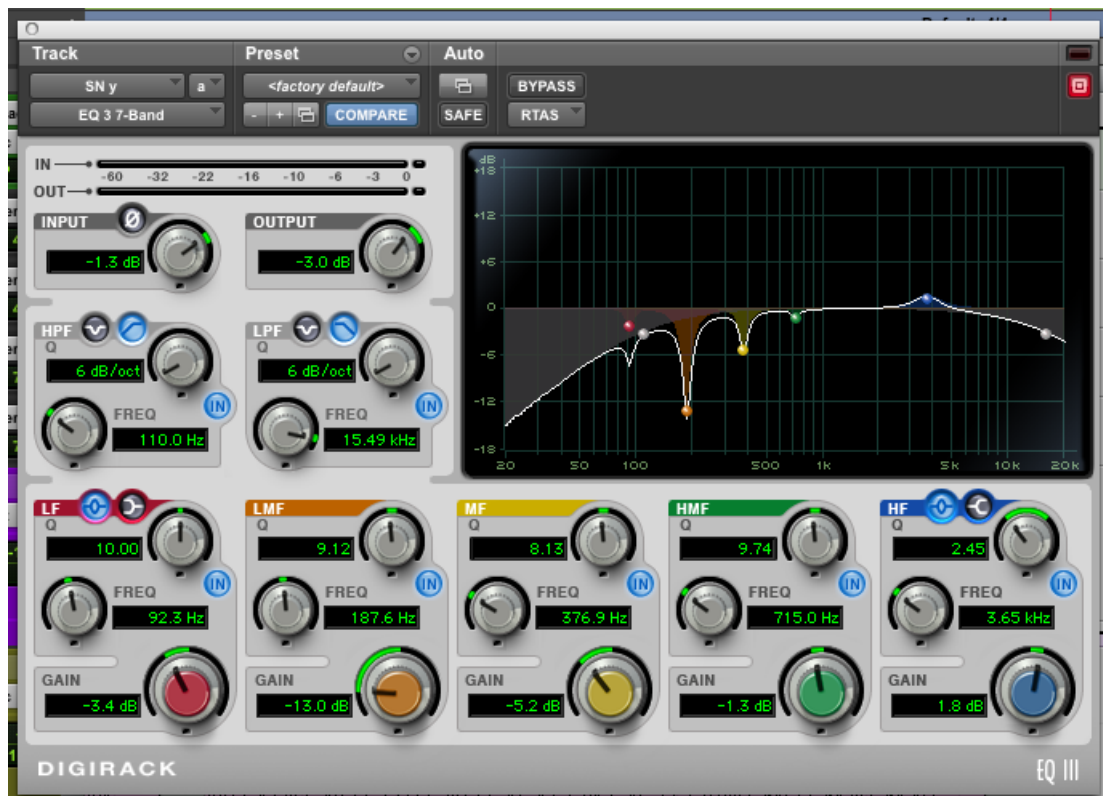 Track Preset Auto
SN y a <factory default> BYPASS
EQ 3 7-Band - + COMPARE SAFE RTAS
IN
-60 -32 -22 -16 -10 -6 -3 0
OUT
INPUT Ø OUTPUT
-1.3 dB -3.0 dB
HPF LPF
Q Q
6 dB/oct 6 dB/oct
IN IN
FREQ FREQ
110.0 Hz 15.49 kHz
dB
+18
+12
+6
0
-6
-12
-18
20 50 100 500 1k 5k 10k 20k
LF LMF MF HMF HF
Q Q Q Q Q
10.00 9.12 8.13 9.74 2.45
IN IN IN IN IN
FREQ FREQ FREQ FREQ FREQ
92.3 Hz 187.6 Hz 376.9 Hz 715.0 Hz 3.65 kHz
GAIN GAIN GAIN GAIN GAIN
-3.4 dB -13.0 dB -5.2 dB -1.3 dB 1.8 dB
DIGIRACK EQ III